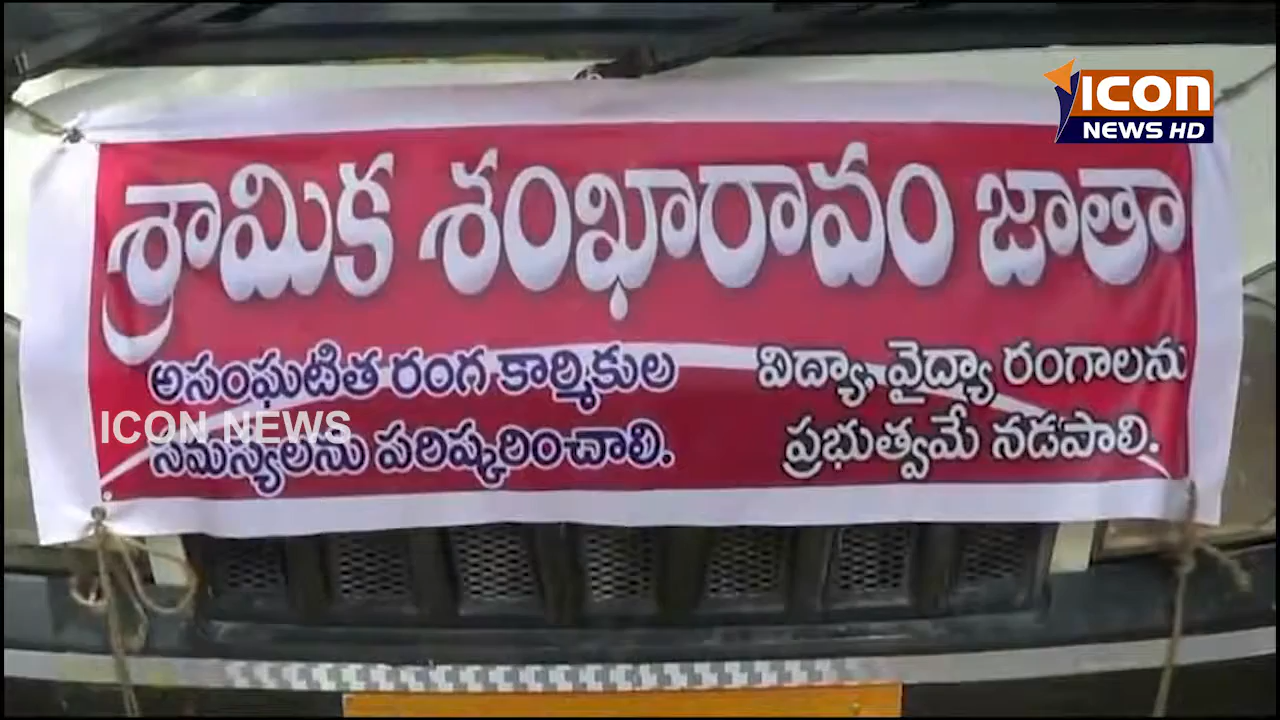 ICON
NEWS HD
శ్రామిక శంఖారావం జాతా
అసంఘటిత రంగ కార్మికుల
సమస్యలను పరిష్కరించాలి.
విద్యా, వైద్యా రంగాలను
ప్రభుత్వమే నడపాలి.
ICON NEWS